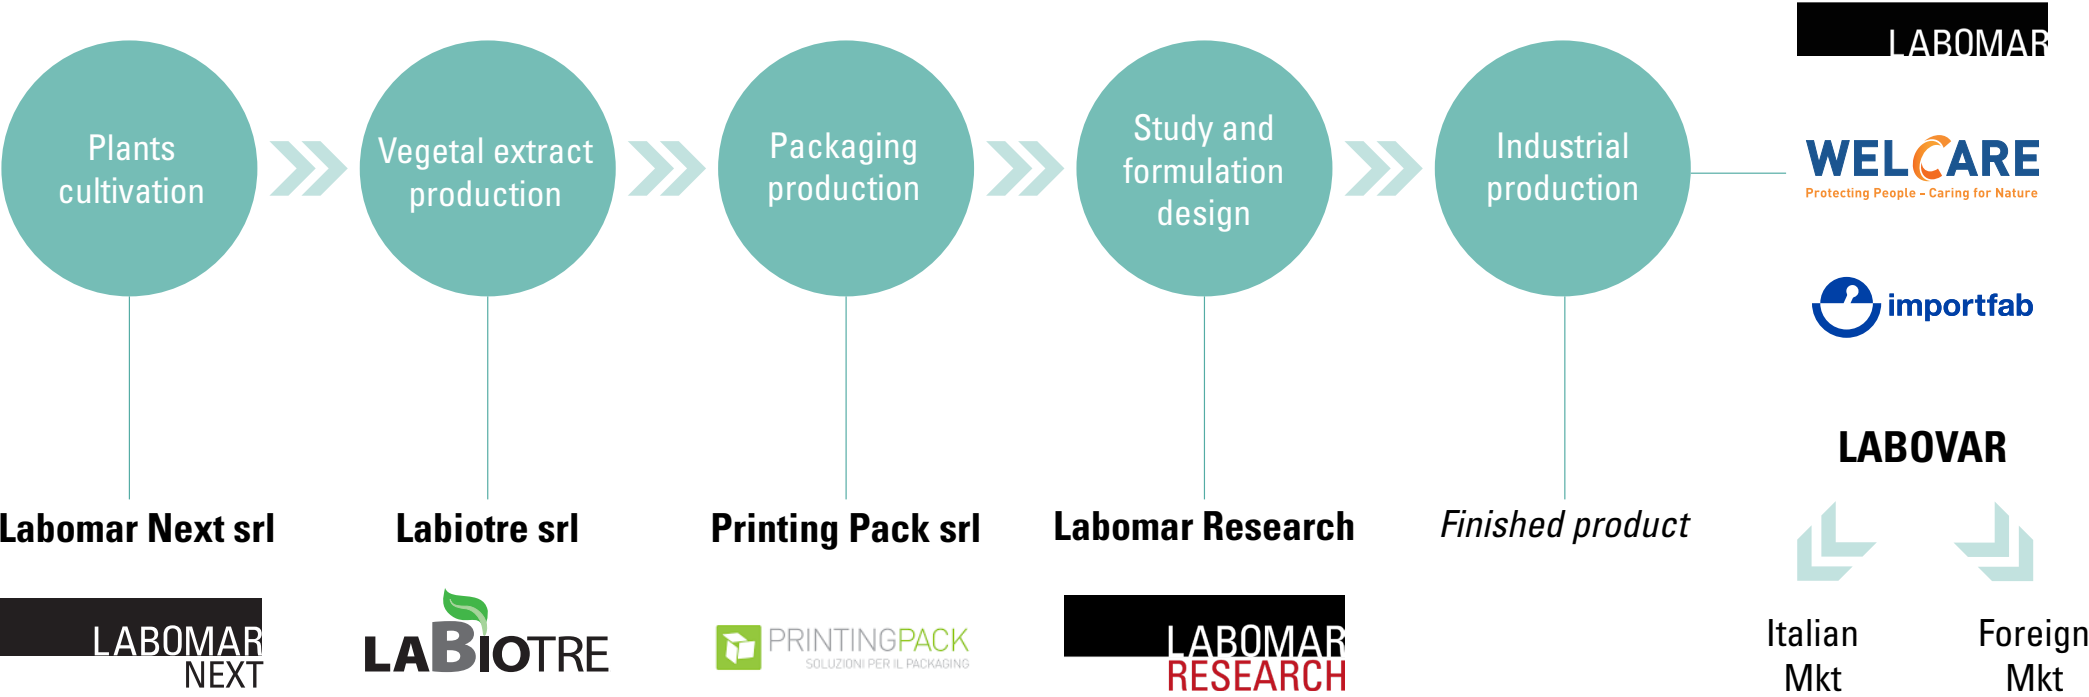 Plants
cultivation
Vegetal extract
production
Packaging
production
Study and
formulation
design
Industrial
production
LABOMAR
WELCARE
Protecting People – Caring for Nature
importfab
LABOVAR
Italian
Mkt
Foreign
Mkt
Labomar Next srl
Labiotre srl
Printing Pack srl
Labomar Research
Finished product
LABOMAR
NEXT
LABIOTRE
PRINTINGPACK
SOLUZIONI PER IL PACKAGING
LABOMAR
RESEARCH